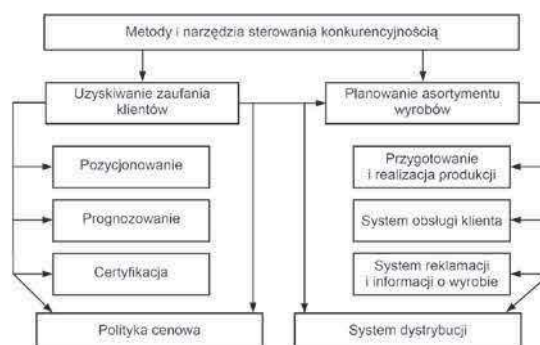 Metody i narzędzia sterowania konkurencyjnością
Uzyskiwanie zaufania
klientów
Planowanie asortymentu
wyrobów
Pozycjonowanie
Przygotowanie
i realizacja produkcji
Prognozowanie
System obsługi klienta
Certyfikacja
System reklamacji
i informacji o wyrobie
Polityka cenowa
System dystrybucji